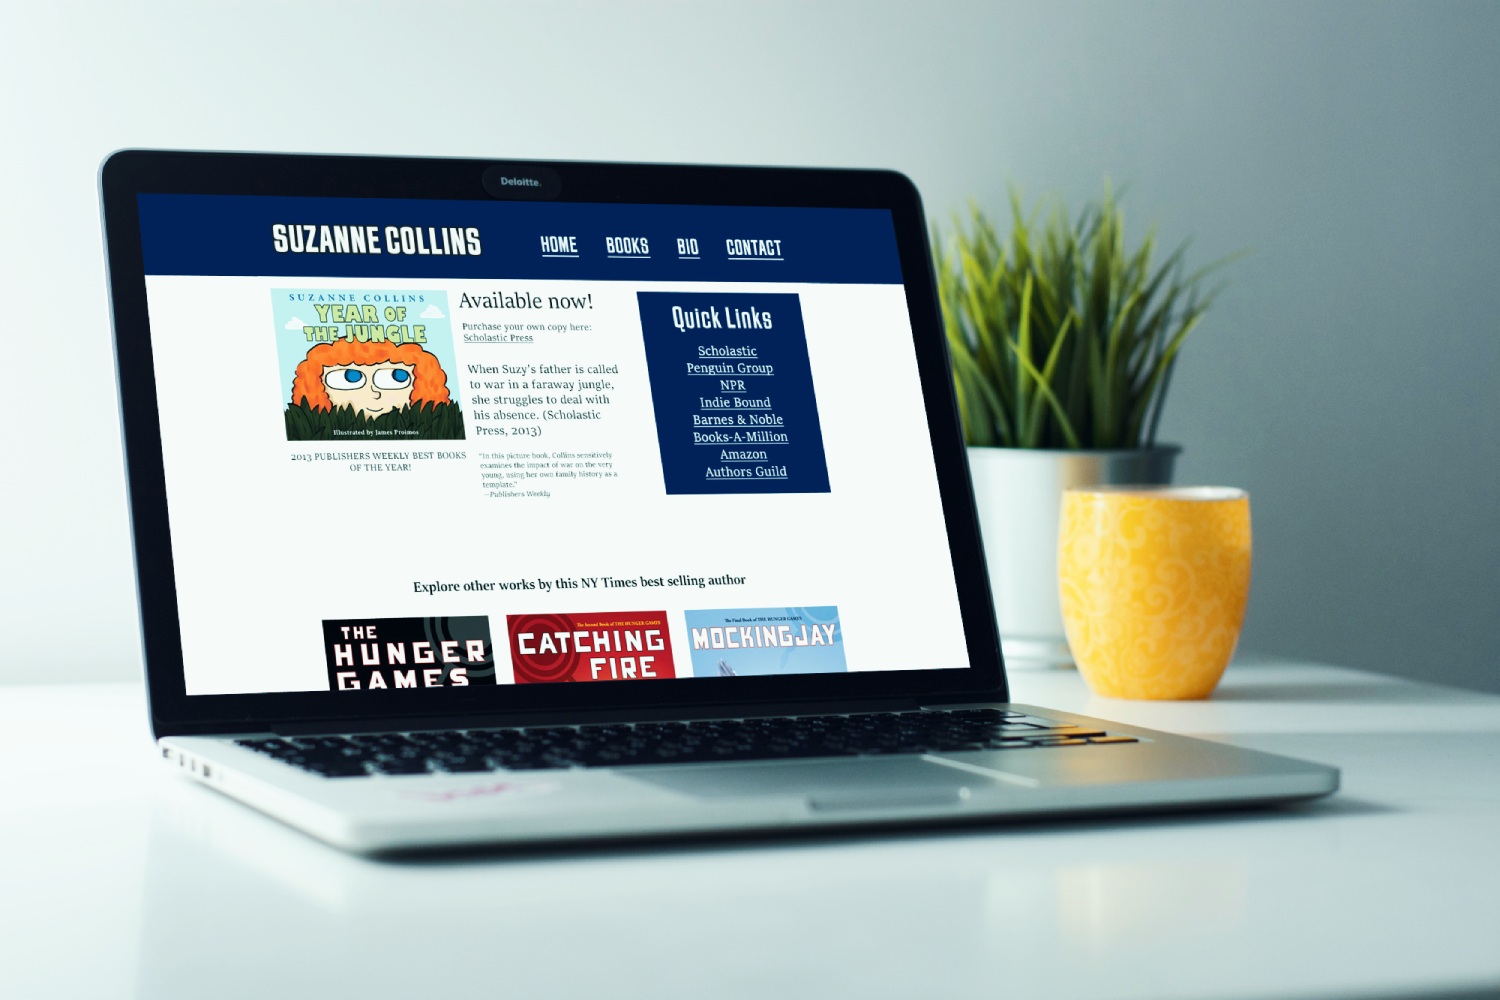 Deloitte.
SUZANNE COLLINS
HOME
BOOKS
BIO
CONTACT
SUZANNE COLLINS
YEAR OF
THE JUNGLE
Illustrated by James Proimos
2013 PUBLISHERS WEEKLY BEST BOOKS
OF THE YEAR!
Available now!
Purchase your own copy here:
Scholastic Press
When Suzy's father is called
to war in a faraway jungle,
she struggles to deal with
his absence. (Scholastic
Press, 2013)
"In this picture book, Collins sensitively
examines the impact of war on the very
young, using her own family history as a
template."
—Publishers Weekly
Quick Links
Scholastic
Penguin Group
NPR
Indie Bound
Barnes & Noble
Books-A-Million
Amazon
Authors Guild
Explore other works by this NY Times best selling author
THE
HUNGER
GAMES
The Second Book of THE HUNGER GAMES
CATCHING
FIRE
The Final Book of THE HUNGER GAMES
MOCKINGJAY